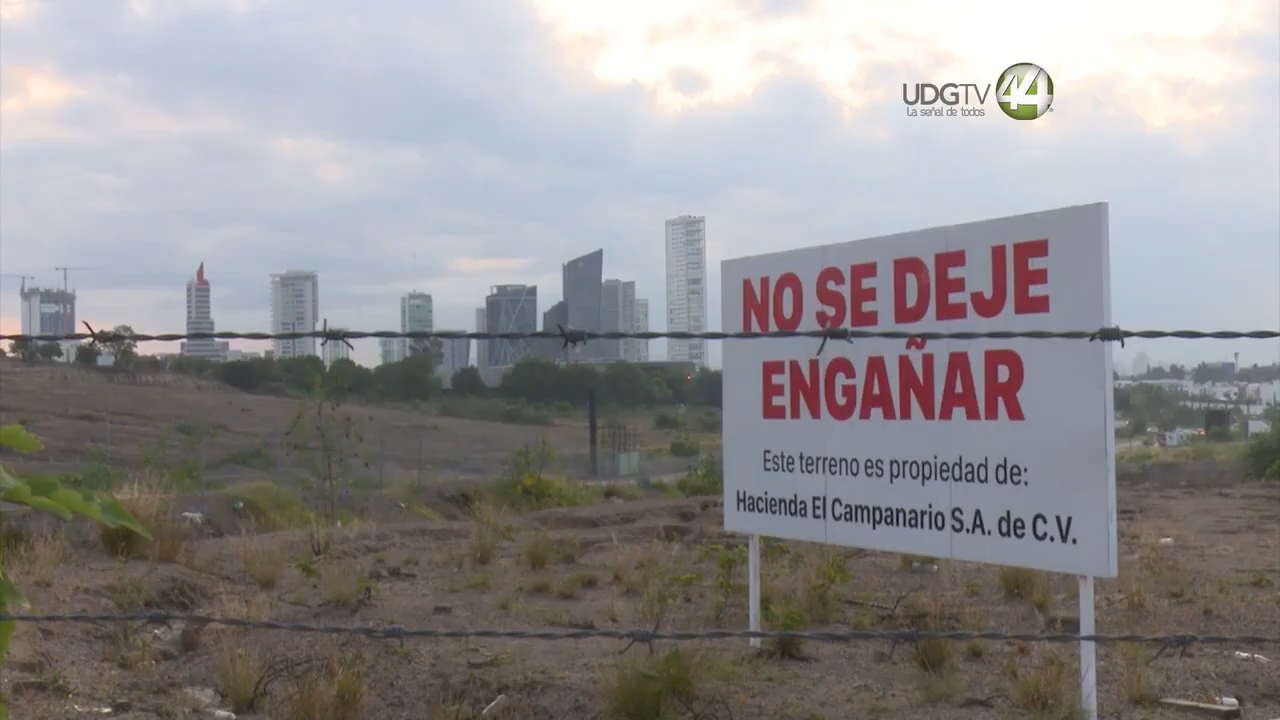 UDGTV 44
La señal de todos
NO SE DEJE
ENGAÑAR
Este terreno es propiedad de:
Hacienda El Campanario S.A. de C.V.